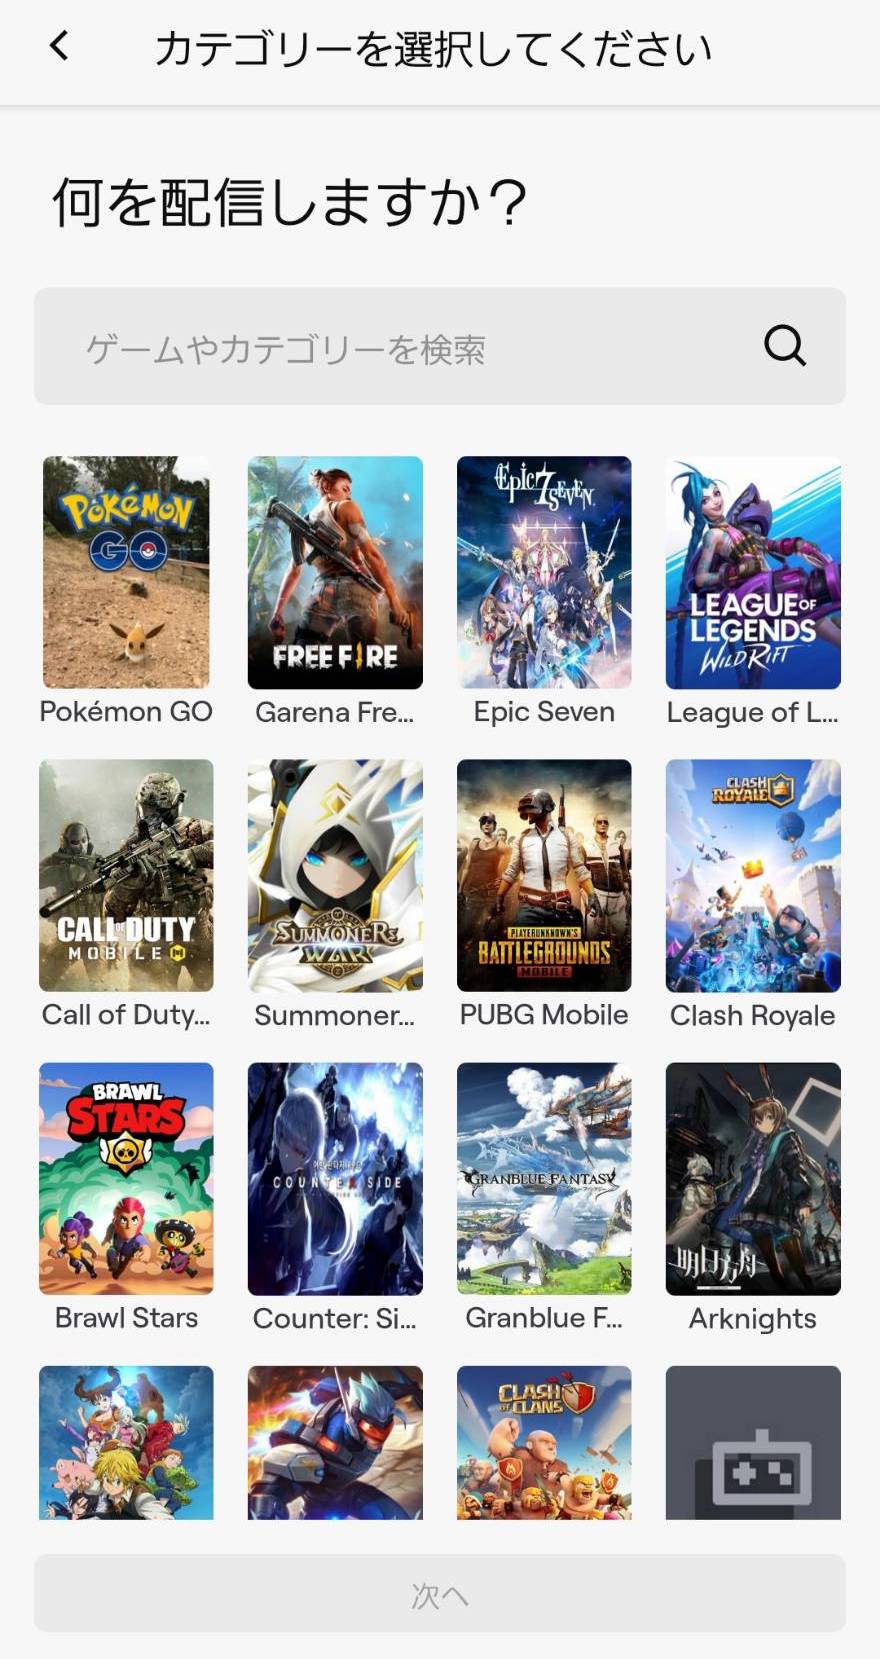 カテゴリーを選択してください
何を配信しますか？
ゲームやカテゴリーを検索
POKÉMON
GO
FREE FIRE
Epic7
SEVEN
LEAGUE OF
LEGENDS
WILD RIFT
Pokémon GO
Garena Fre...
Epic Seven
League of L...
CALL OF DUTY
MOBILE
SUMMONERS
WAR
PLAYERUNKNOWN'S
BATTLEGROUNDS
MOBILE
CLASH
ROYALE
Call of Duty...
Summoner...
PUBG Mobile
Clash Royale
BRAWL
STARS
COUNTER SIDE
GRANBLUE FANTASY
明日方舟
Brawl Stars
Counter: Si...
Granblue F...
Arknights
CLASH
OF CLANS
次へ